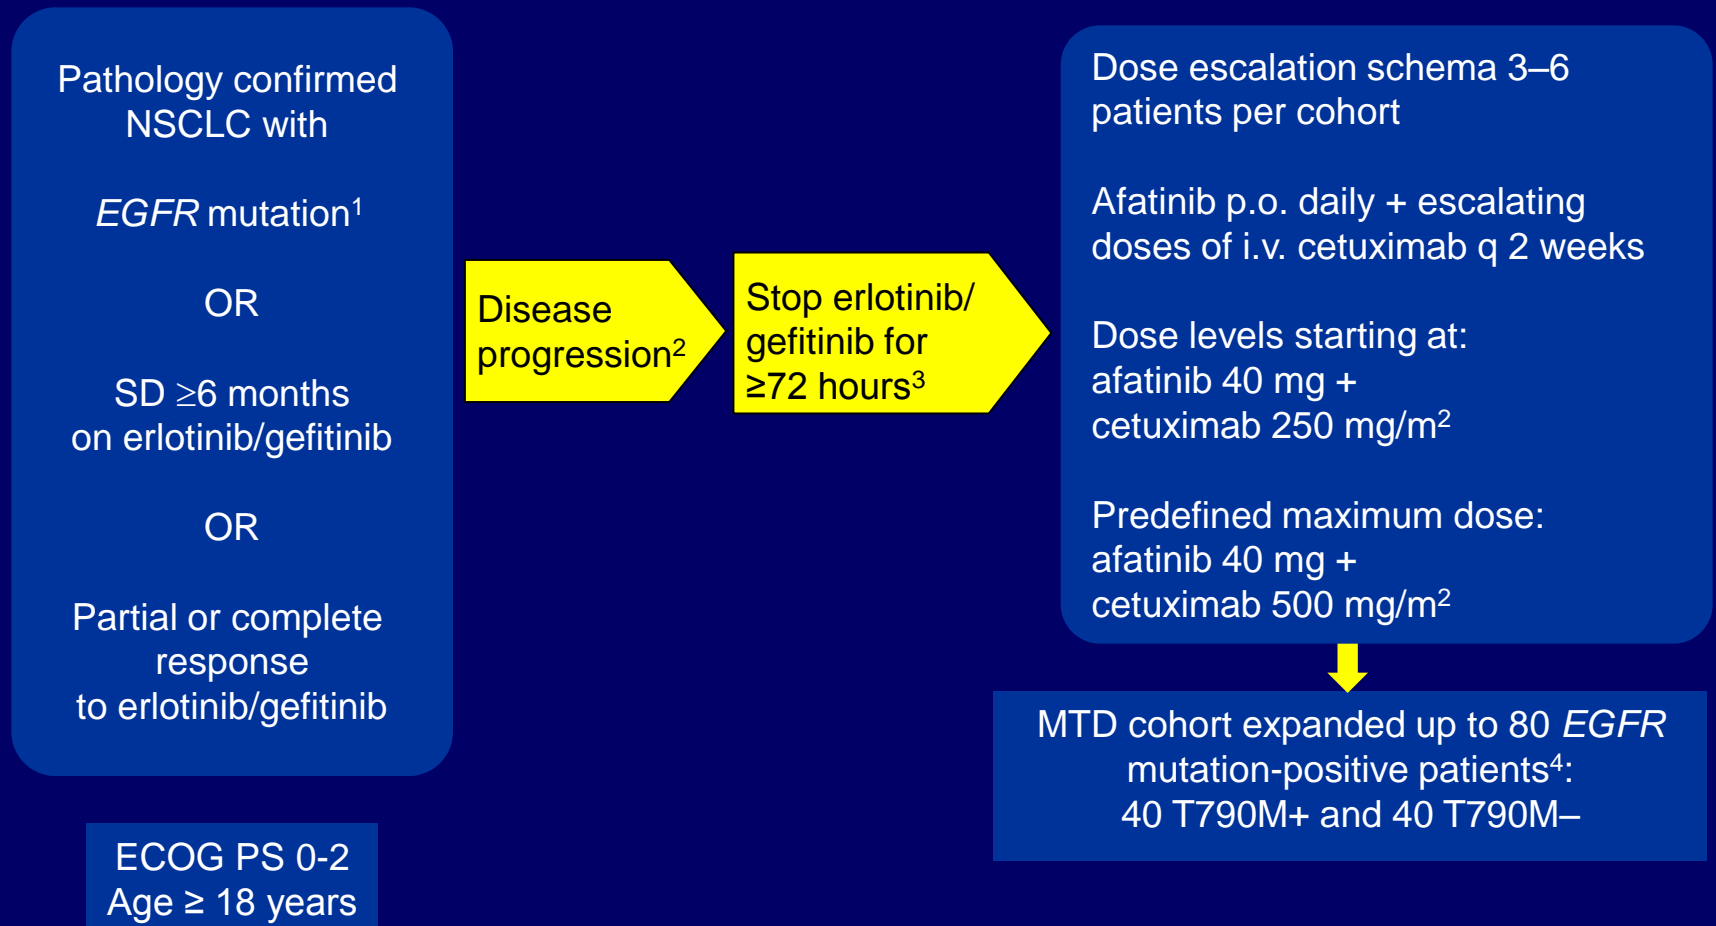 Pathology confirmed
NSCLC with
EGFR mutation¹
OR
SD ≥6 months
on erlotinib/gefitinib
OR
Partial or complete
response
to erlotinib/gefitinib
ECOG PS 0-2
Age ≥ 18 years
Disease
progression²
Stop erlotinib/
gefitinib for
≥72 hours³
Dose escalation schema 3–6
patients per cohort
Afatinib p.o. daily + escalating
doses of i.v. cetuximab q 2 weeks
Dose levels starting at:
afatinib 40 mg +
cetuximab 250 mg/m²
Predefined maximum dose:
afatinib 40 mg +
cetuximab 500 mg/m²
MTD cohort expanded up to 80 EGFR
mutation-positive patients⁴:
40 T790M+ and 40 T790M–